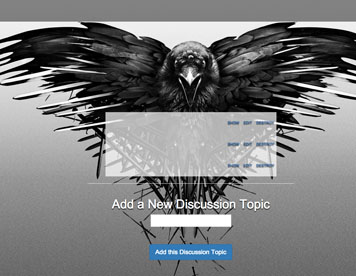 SHOW EDIT DESTROY
SHOW EDIT DESTROY
SHOW EDIT DESTROY
Add a New Discussion Topic
Add this Discussion Topic